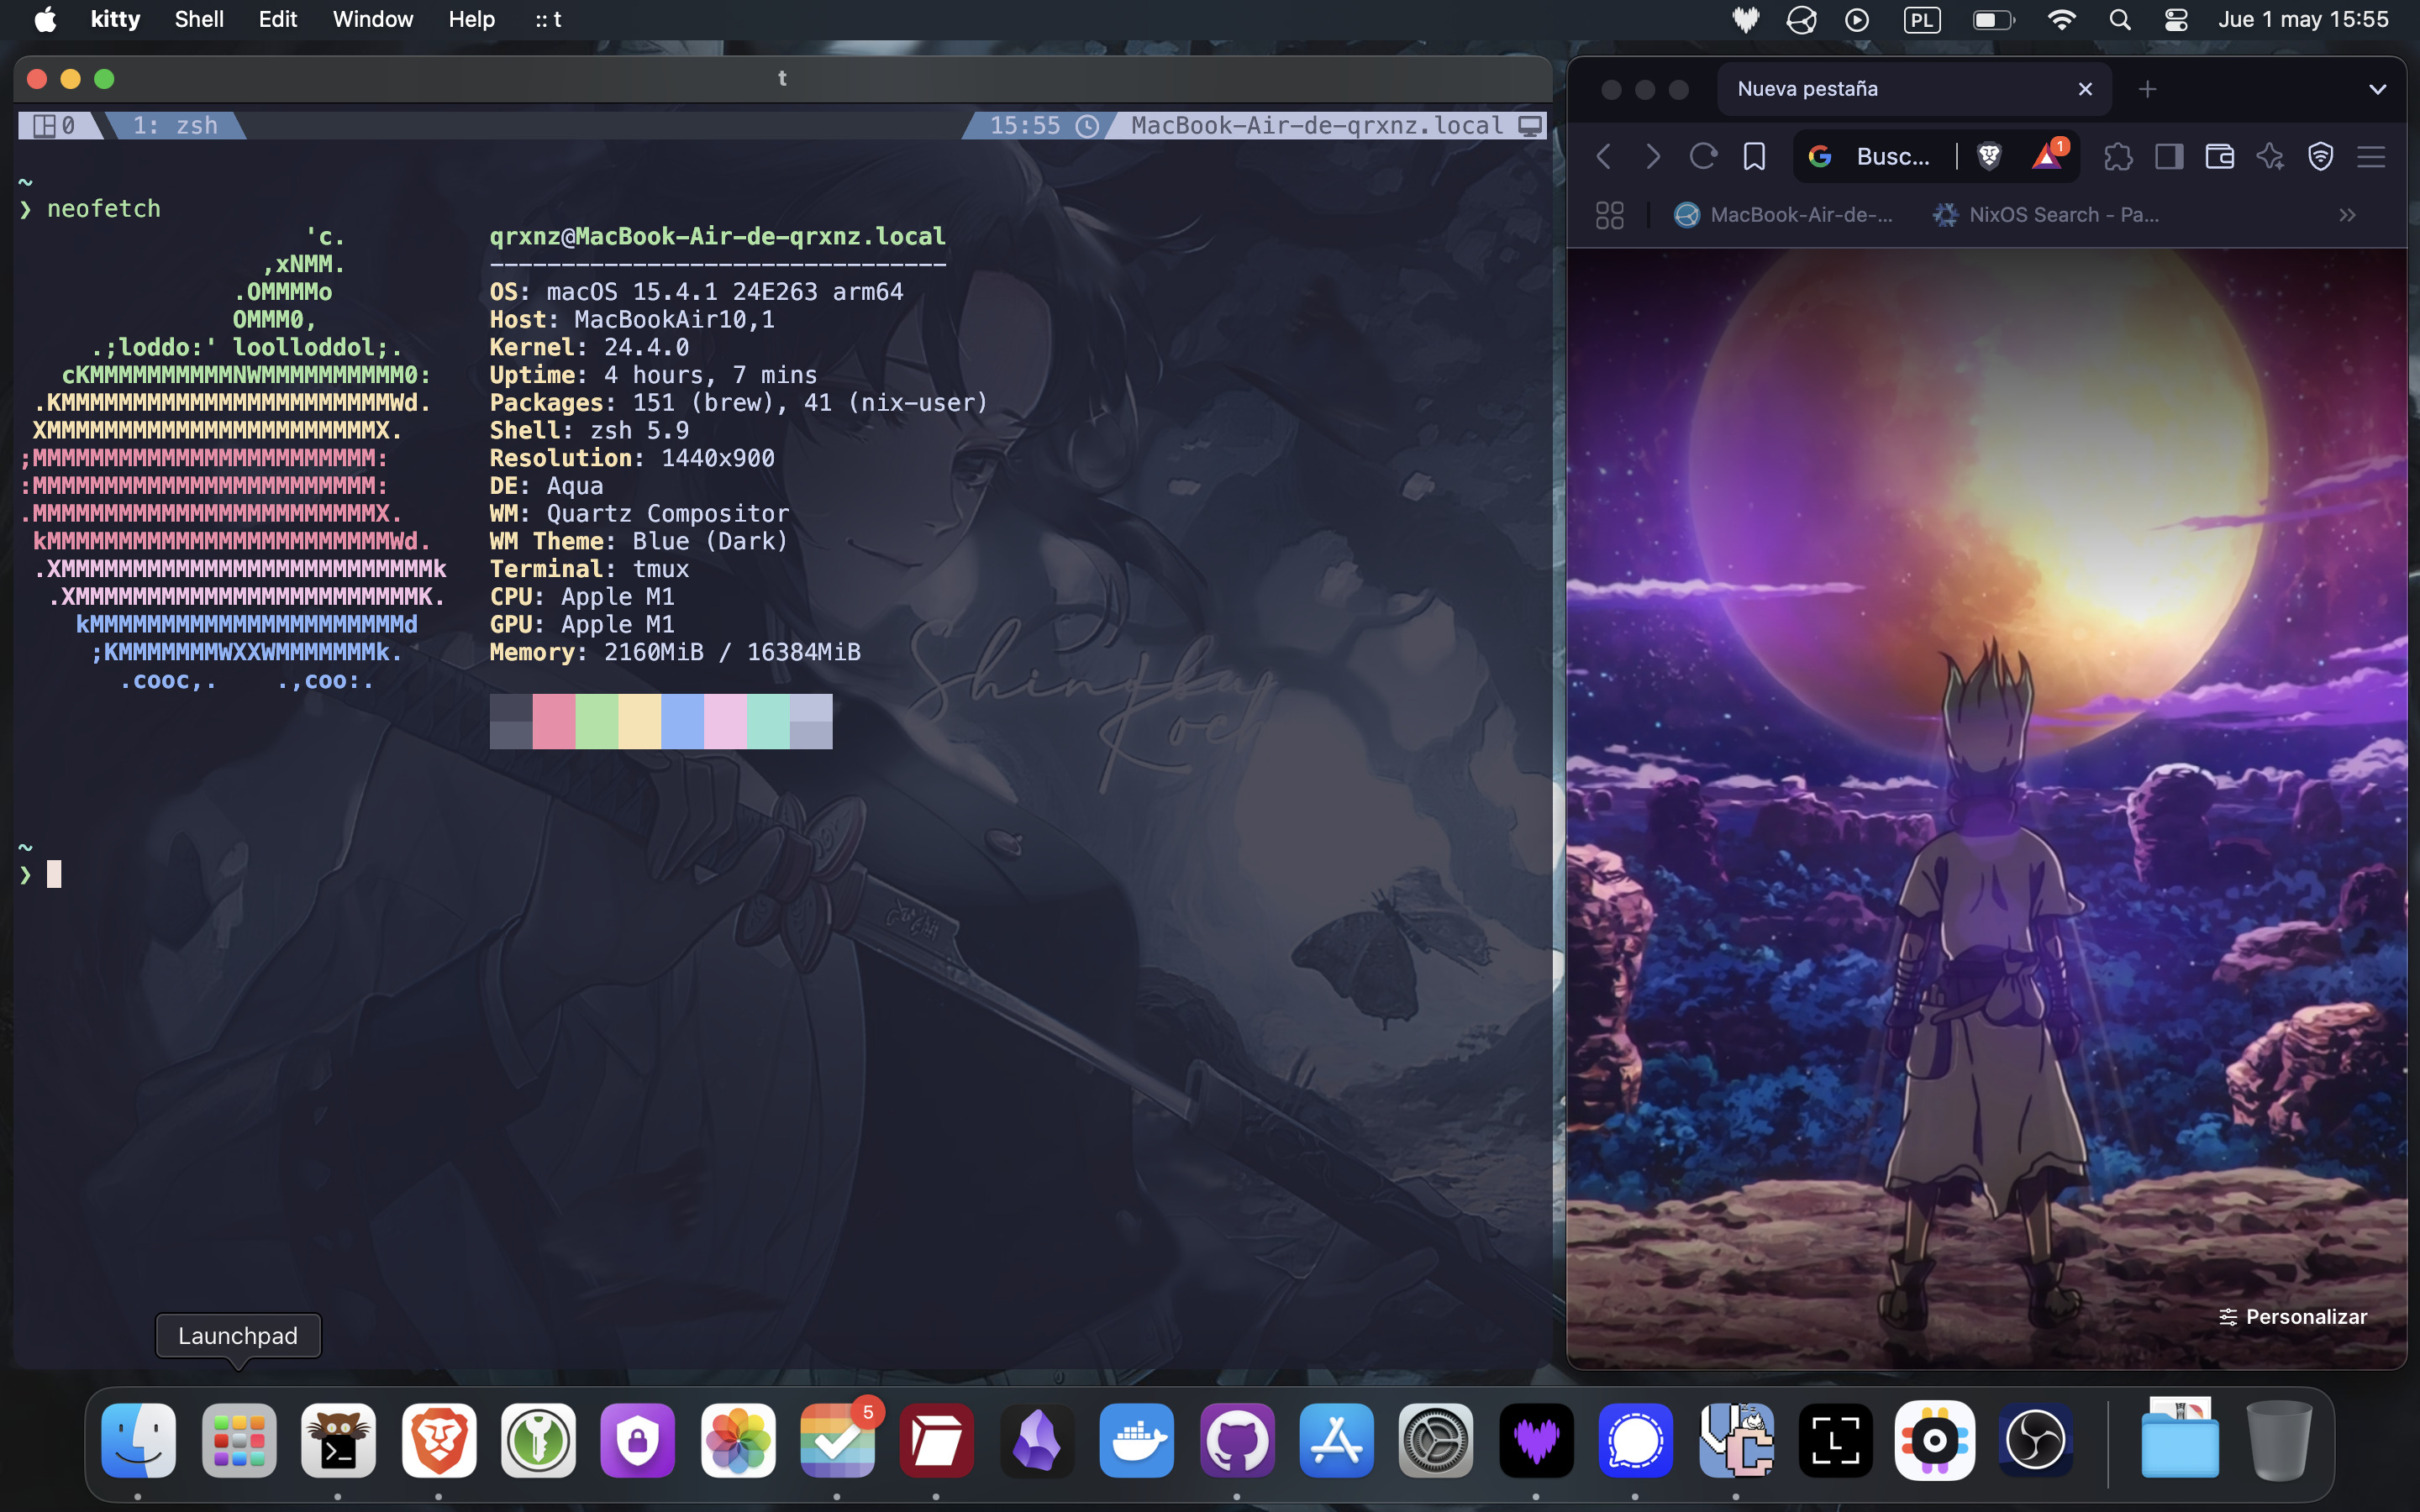 kitty Shell Edit Window Help :: t
PL Jue 1 may 15:55
t
0 1: zsh 15:55 MacBook-Air-de-qrxnz.local
~
❯ neofetch
'c.
,xNMM.
.OMMMMo
OMMM0,
.;loddo:' loolloddol;.
cKMMMMMMMMMMNWMMMMMMMMMM0:
.KMMMMMMMMMMMMMMMMMMMMMMMWd.
XMMMMMMMMMMMMMMMMMMMMMMMX.
;MMMMMMMMMMMMMMMMMMMMMMMM:
:MMMMMMMMMMMMMMMMMMMMMMMM:
.MMMMMMMMMMMMMMMMMMMMMMMMX.
kMMMMMMMMMMMMMMMMMMMMMMMMWd.
.XMMMMMMMMMMMMMMMMMMMMMMMMMMk
.XMMMMMMMMMMMMMMMMMMMMMMMMK.
kMMMMMMMMMMMMMMMMMMMMMMd
;KMMMMMMMWXXWMMMMMMMk.
.cooc,. .,coo:.
qrxnz@MacBook-Air-de-qrxnz.local
--------------------------------
OS: macOS 15.4.1 24E263 arm64
Host: MacBookAir10,1
Kernel: 24.4.0
Uptime: 4 hours, 7 mins
Packages: 151 (brew), 41 (nix-user)
Shell: zsh 5.9
Resolution: 1440x900
DE: Aqua
WM: Quartz Compositor
WM Theme: Blue (Dark)
Terminal: tmux
CPU: Apple M1
GPU: Apple M1
Memory: 2160MiB / 16384MiB
~
❯
Nueva pestaña
Busc... 1
MacBook-Air-de-... NixOS Search - Pa...
Personalizar
Launchpad
5